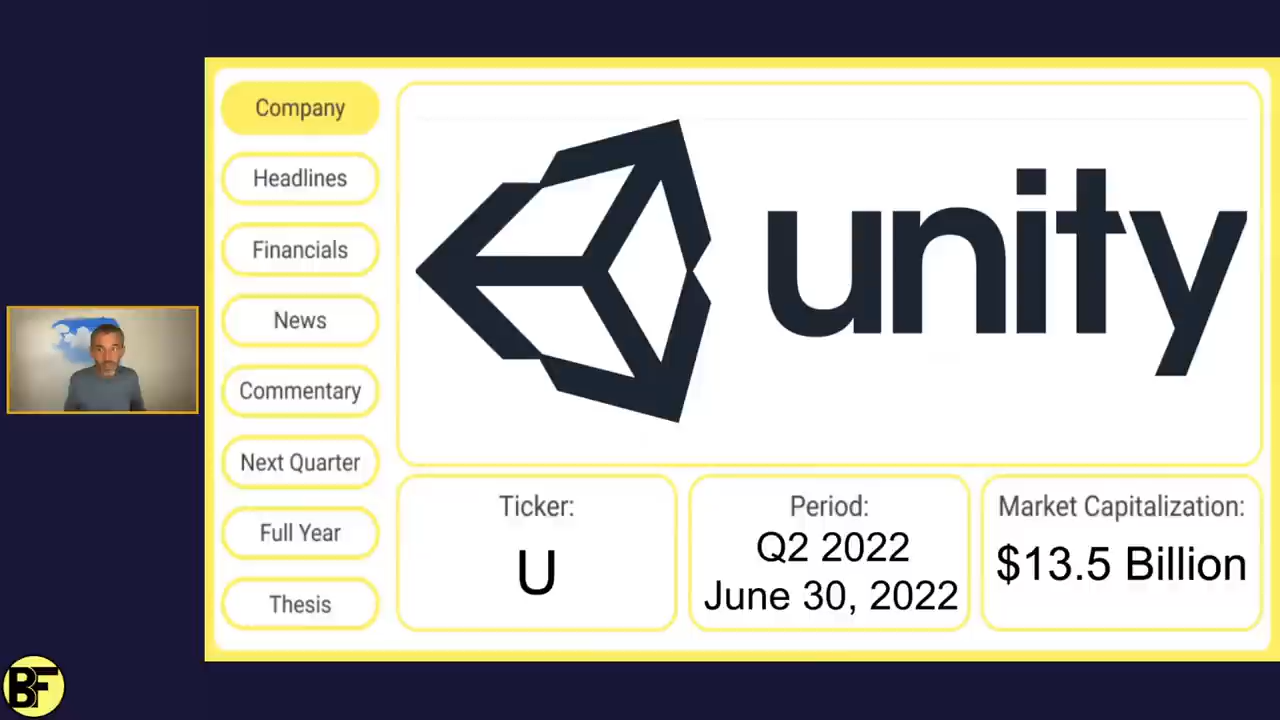 Company
Headlines
Financials
News
Commentary
Next Quarter
Full Year
Thesis
unity
Ticker:
U
Period:
Q2 2022
June 30, 2022
Market Capitalization:
$13.5 Billion
BF